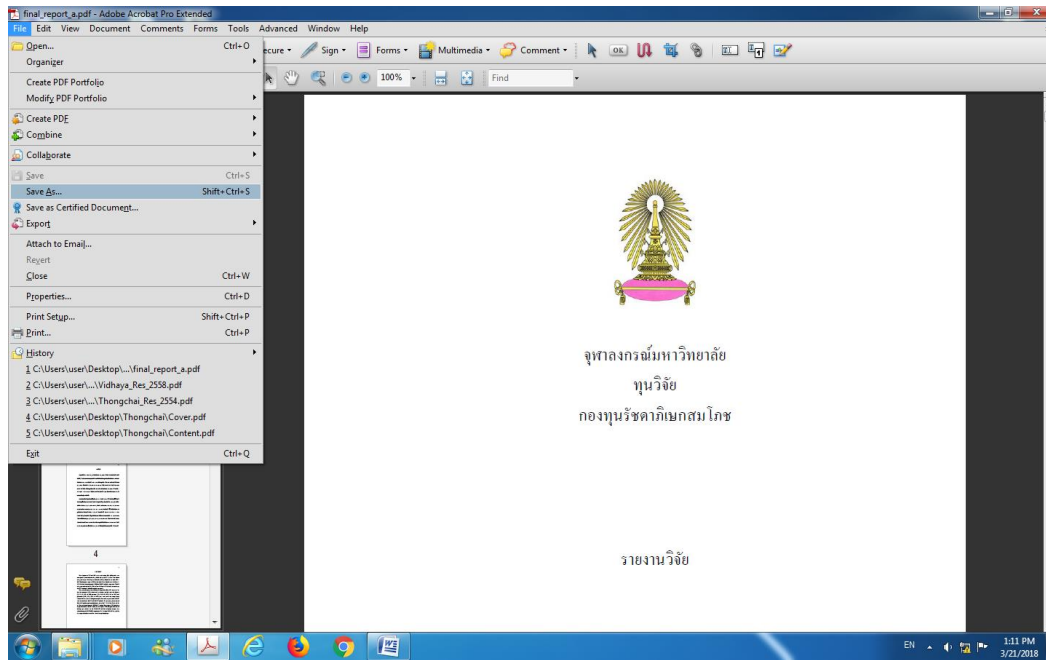 final_report_a.pdf - Adobe Acrobat Pro Extended
File Edit View Document Comments Forms Tools Advanced Window Help
Open... Ctrl+O
Organizer
Create PDF Portfolio
Modify PDF Portfolio
Create PDF
Combine
Collaborate
Save Ctrl+S
Save As... Shift+Ctrl+S
Save as Certified Document...
Export
Attach to Email...
Revert
Close Ctrl+W
Properties... Ctrl+D
Print Setup... Shift+Ctrl+P
Print... Ctrl+P
History
1 C:\Users\user\Desktop\...\final_report_a.pdf
2 C:\Users\user\...\Vidhaya_Res_2558.pdf
3 C:\Users\user\...\Thongchai_Res_2554.pdf
4 C:\Users\user\Desktop\Thongchai\Cover.pdf
5 C:\Users\user\Desktop\Thongchai\Content.pdf
Exit Ctrl+Q
ecure Sign Forms Multimedia Comment OK
100% Find
จุฬาลงกรณ์มหาวิทยาลัย
ทุนวิจัย
กองทุนรัชดาภิเษกสมโภช
รายงานวิจัย
4
EN 1:11 PM
3/21/2018